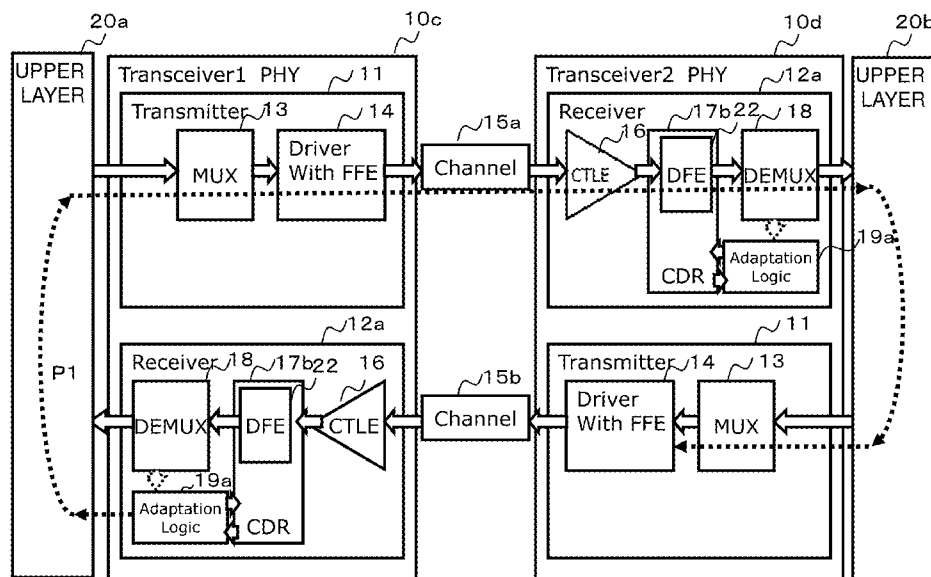 20a
10c
10d
20b
UPPER
LAYER
Transceiver1 PHY
11
Transmitter
13
14
MUX
Driver
With FFE
15a
Channel
Transceiver2 PHY
12a
Receiver
16
17b
22
18
CTLE
DFE
DEMUX
19a
Adaptation
Logic
CDR
UPPER
LAYER
P1
12a
Receiver
18
17b
22
16
DEMUX
DFE
CTLE
19a
Adaptation
Logic
CDR
15b
Channel
11
Transmitter
14
13
Driver
With FFE
MUX